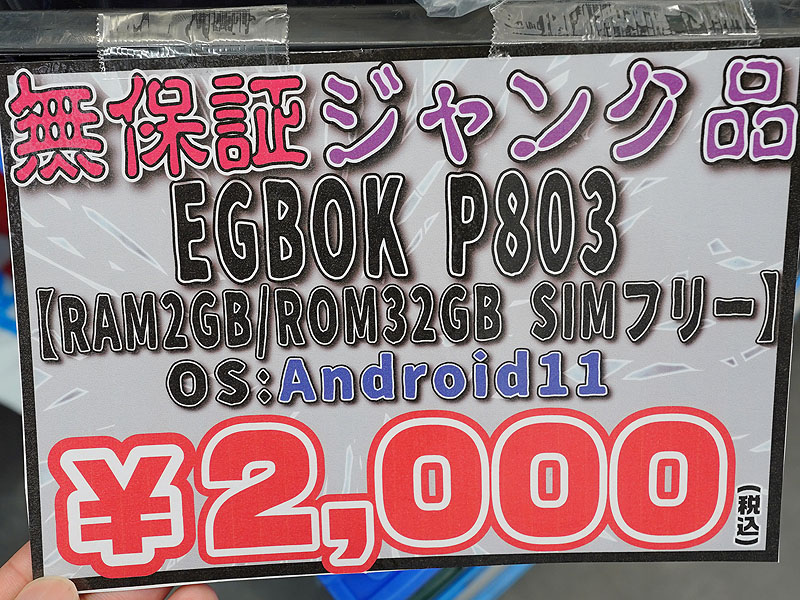 無保証ジャンク品
EGBOK P803
【RAM2GB/ROM32GB SIMフリー】
OS:Android11
¥2,000(税込)